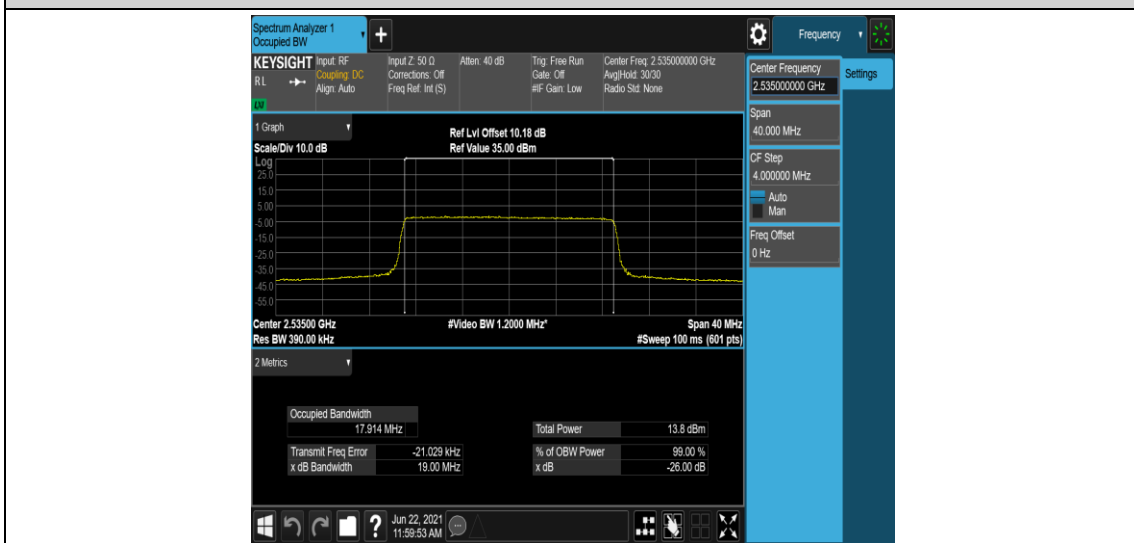 Spectrum Analyzer 1
Occupied BW
+
Frequency
KEYSIGHT
RL
LXI
Input: RF
Coupling: DC
Align: Auto
Input Z: 50 Ω
Corrections: Off
Freq Ref: Int (S)
Atten: 40 dB
Trig: Free Run
Gate: Off
#IF Gain: Low
Center Freq: 2.535000000 GHz
Avg|Hold: 30/30
Radio Std: None
Center Frequency
2.535000000 GHz
Settings
Span
40.000 MHz
CF Step
4.000000 MHz
Auto
Man
Freq Offset
0 Hz
1 Graph
Scale/Div 10.0 dB
Ref Lvl Offset 10.18 dB
Ref Value 35.00 dBm
Log
25.0
15.0
5.00
-5.00
-15.0
-25.0
-35.0
-45.0
-55.0
Center 2.53500 GHz
#Video BW 1.2000 MHz*
Span 40 MHz
Res BW 390.00 kHz
#Sweep 100 ms (601 pts)
2 Metrics
Occupied Bandwidth
17.914 MHz
Total Power 13.8 dBm
Transmit Freq Error -21.029 kHz
% of OBW Power 99.00 %
x dB Bandwidth 19.00 MHz
x dB -26.00 dB
?
Jun 22, 2021
11:59:53 AM